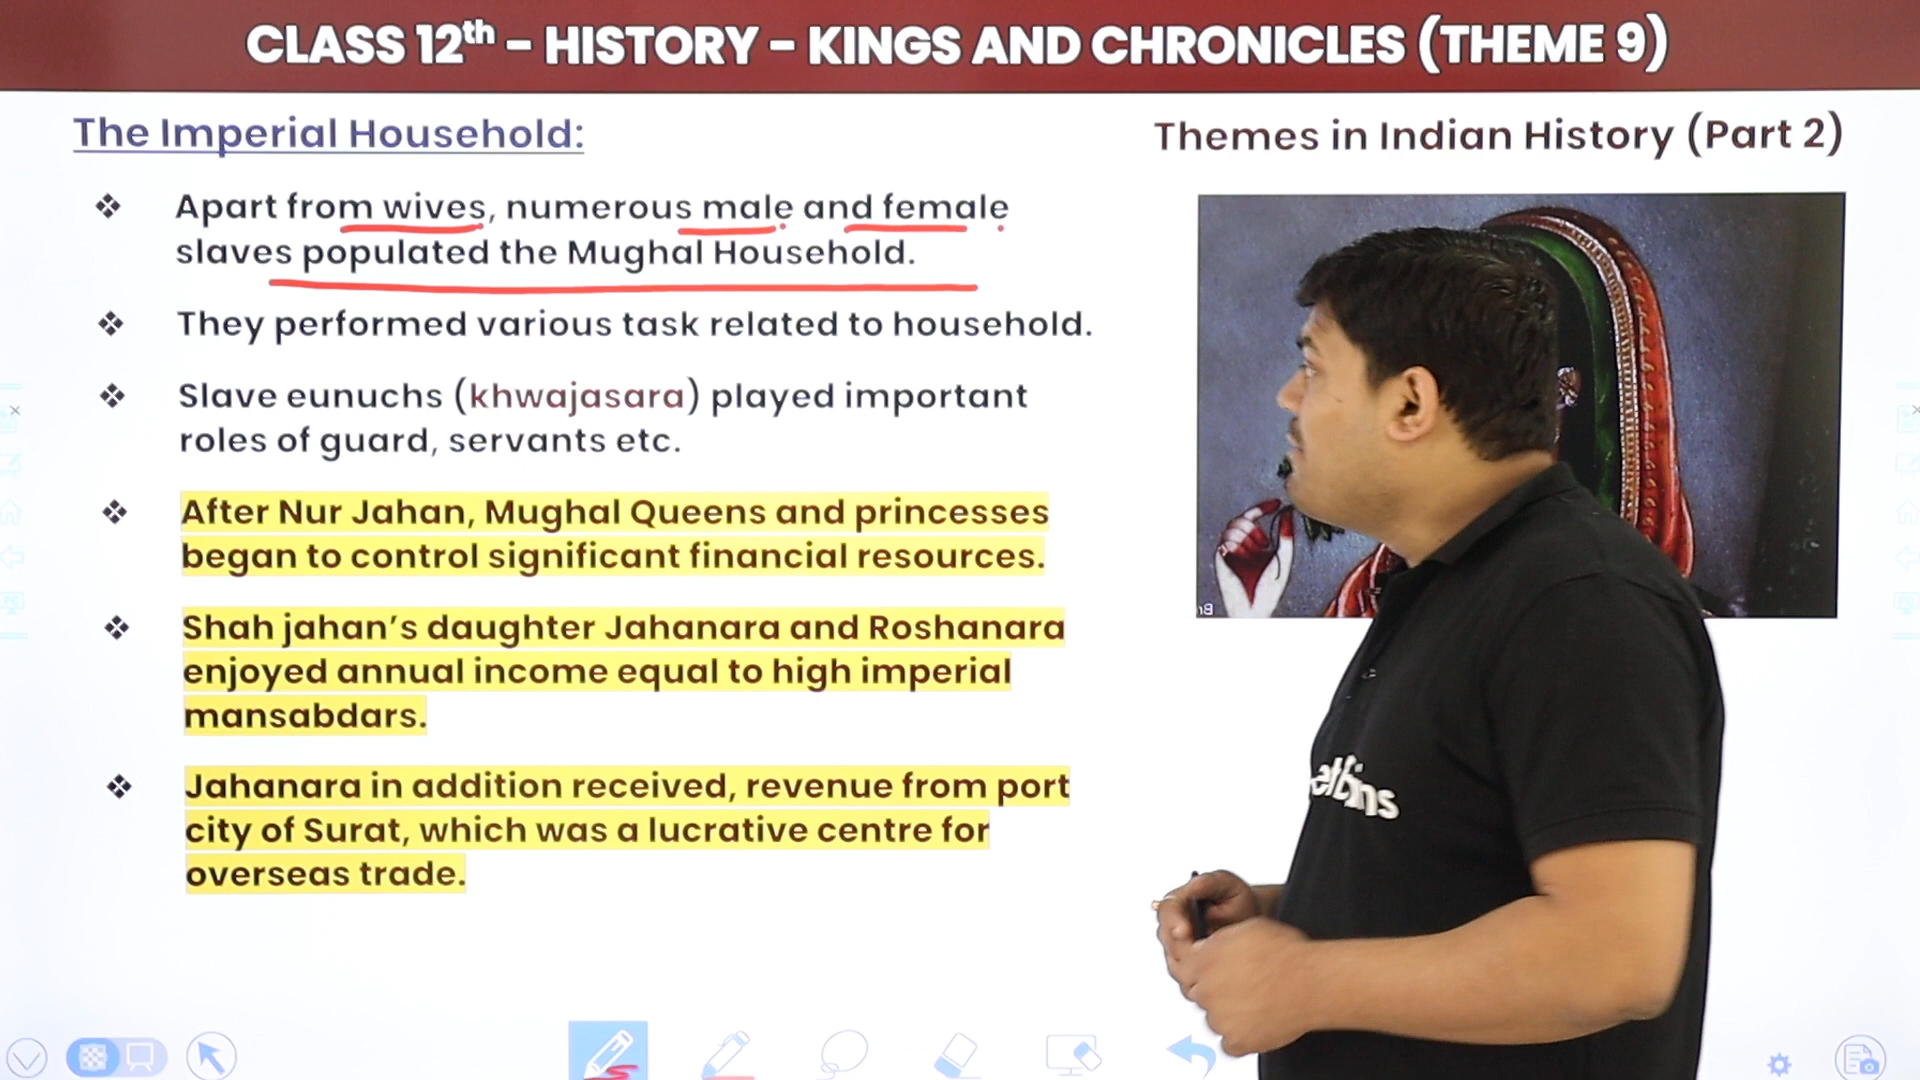 CLASS 12th – HISTORY – KINGS AND CHRONICLES (THEME 9)
The Imperial Household:
Themes in Indian History (Part 2)
❖ Apart from wives, numerous male and female
slaves populated the Mughal Household.
❖ They performed various task related to household.
❖ Slave eunuchs (khwajasara) played important
roles of guard, servants etc.
❖ After Nur Jahan, Mughal Queens and princesses
began to control significant financial resources.
❖ Shah jahan’s daughter Jahanara and Roshanara
enjoyed annual income equal to high imperial
mansabdars.
❖ Jahanara in addition received, revenue from port
city of Surat, which was a lucrative centre for
overseas trade.